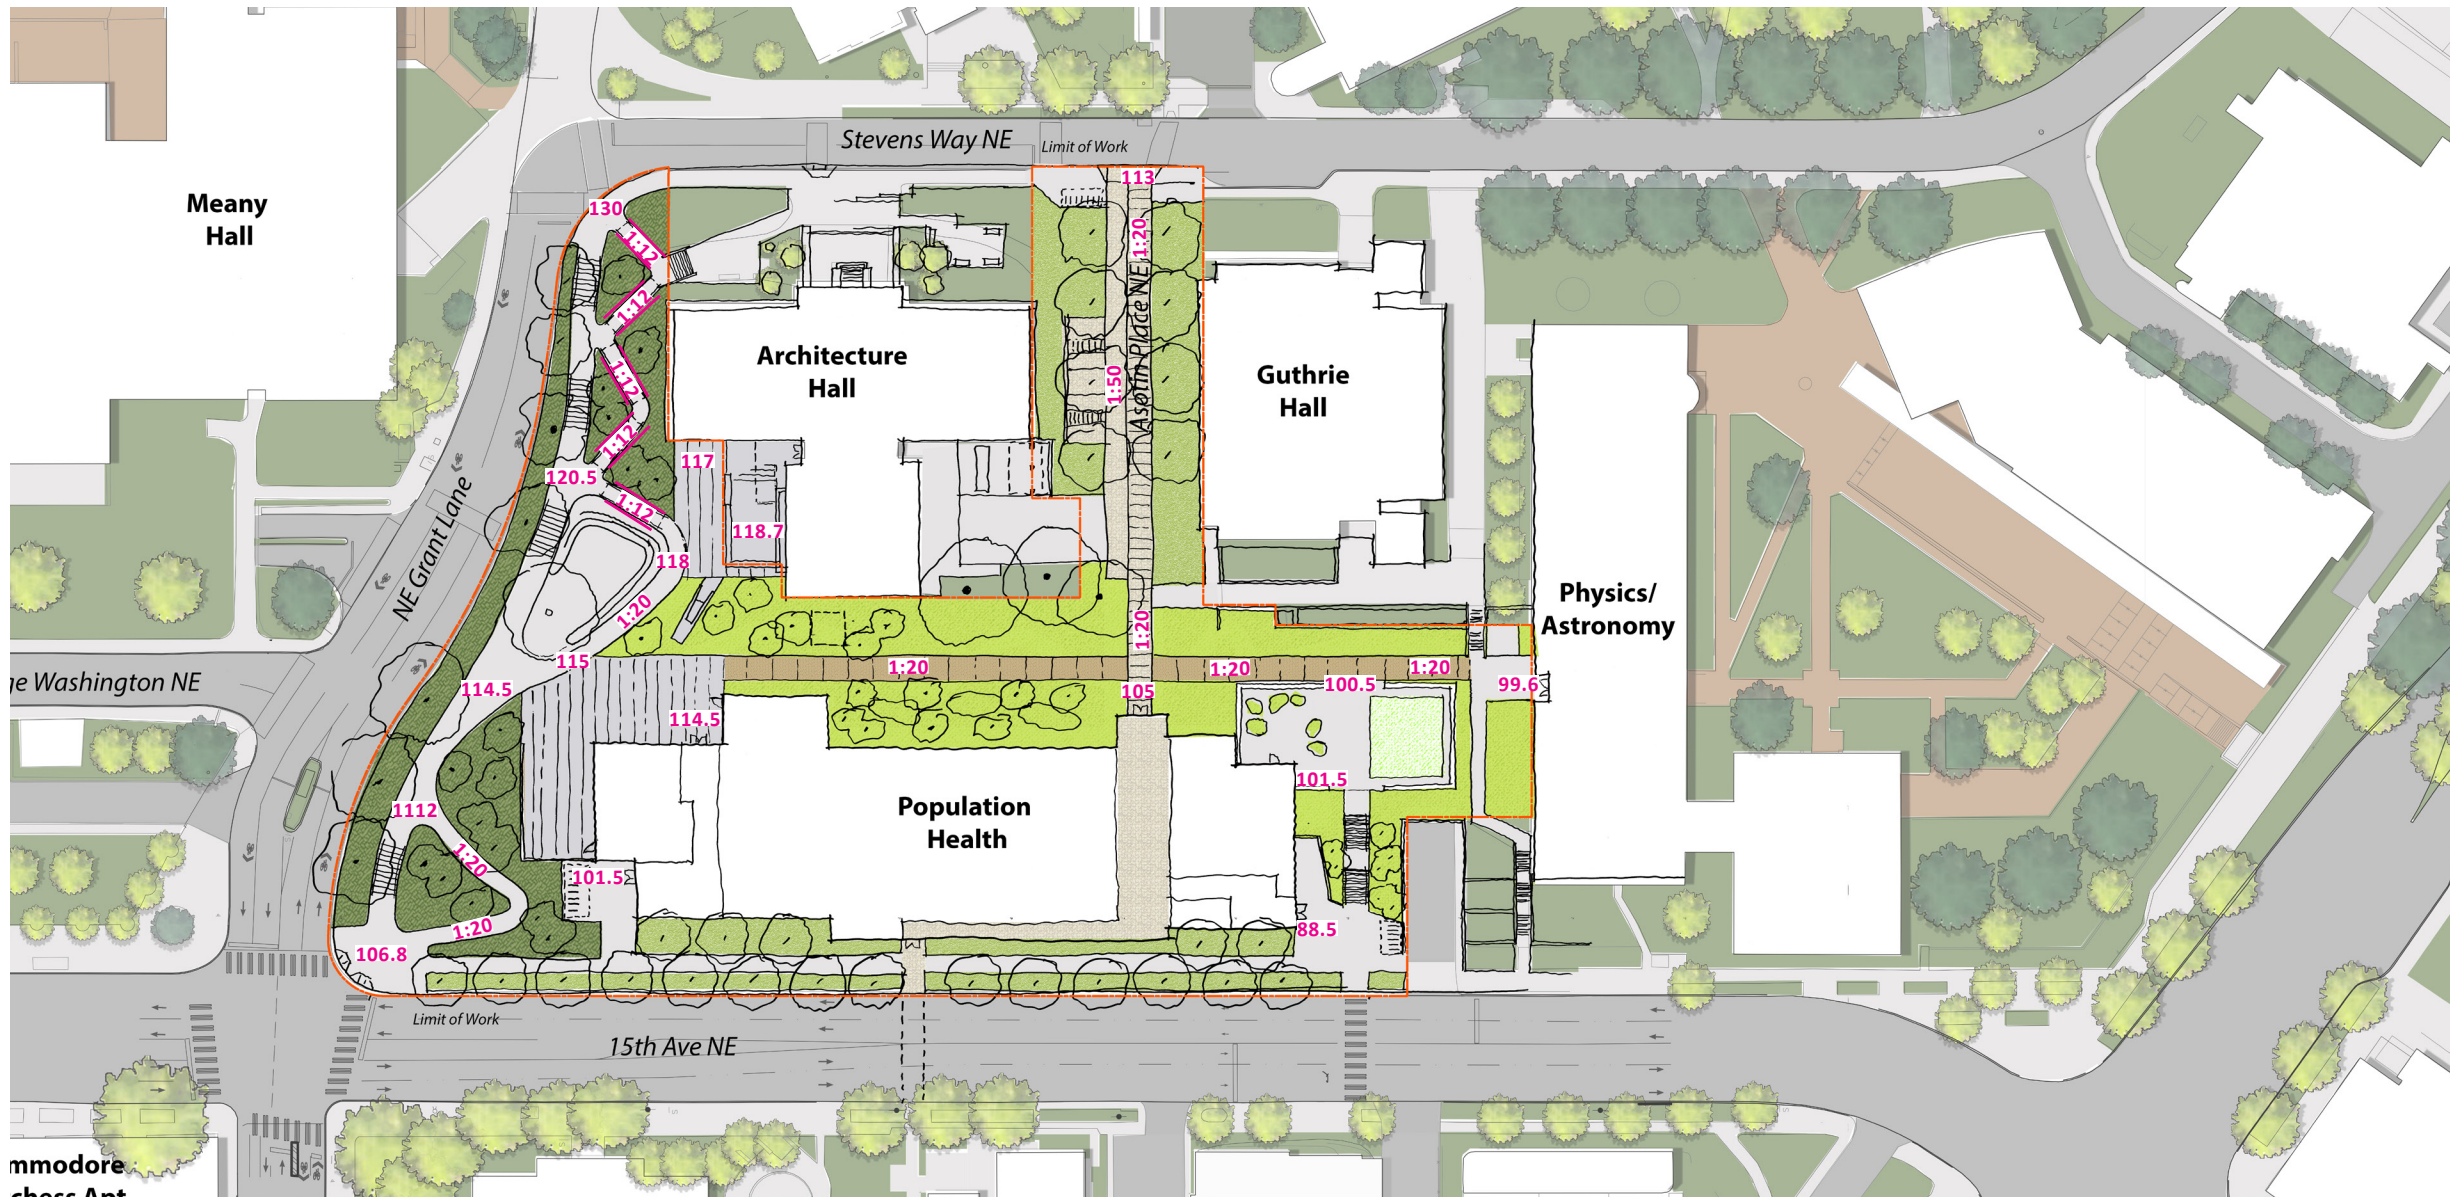 Stevens Way NE
Limit of Work
113
Meany
Hall
130
1:12
1:20
1:12
Asotin Place NE
Architecture
Hall
Guthrie
Hall
1:12
1:50
1:12
117
120.5
1:12
118.7
NE Grant Lane
118
1:20
Physics/
Astronomy
1:20
115
1:20
1:20
1:20
ge Washington NE
114.5
105
100.5
99.6
114.5
101.5
Population
Health
1112
1:20
101.5
1:20
88.5
106.8
Limit of Work
15th Ave NE
mmodore
chess Apt